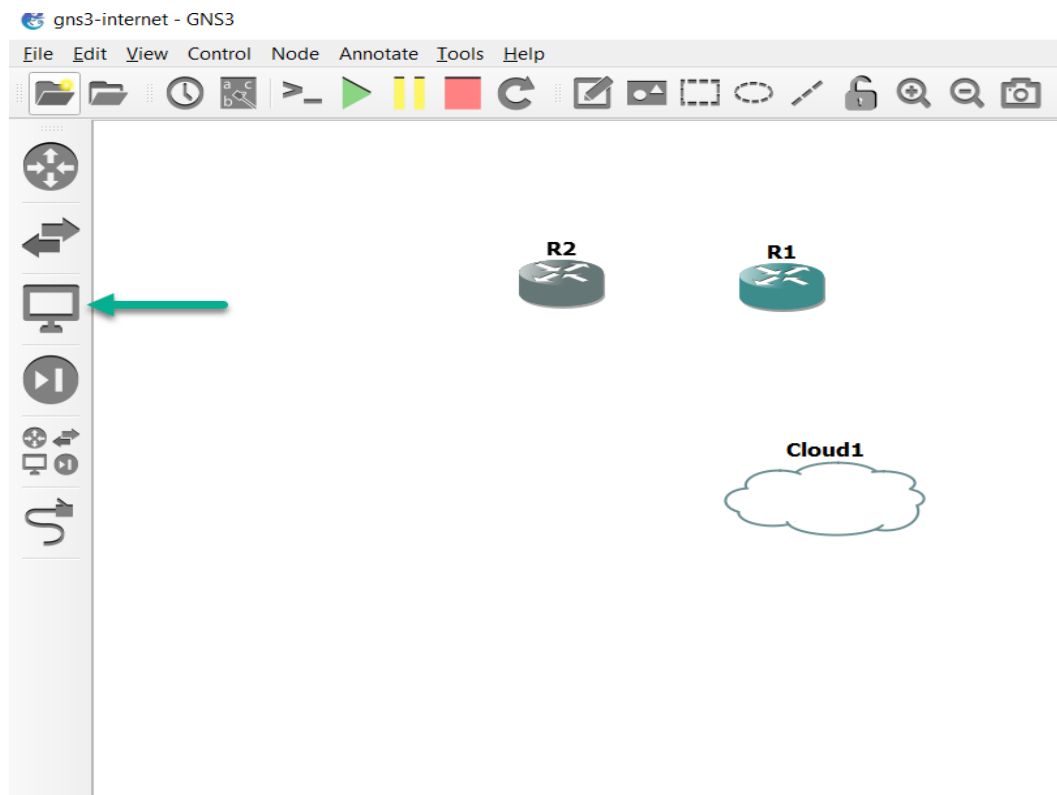 gns3-internet - GNS3
File Edit View Control Node Annotate Tools Help
a c
b
R2 R1
Cloud1